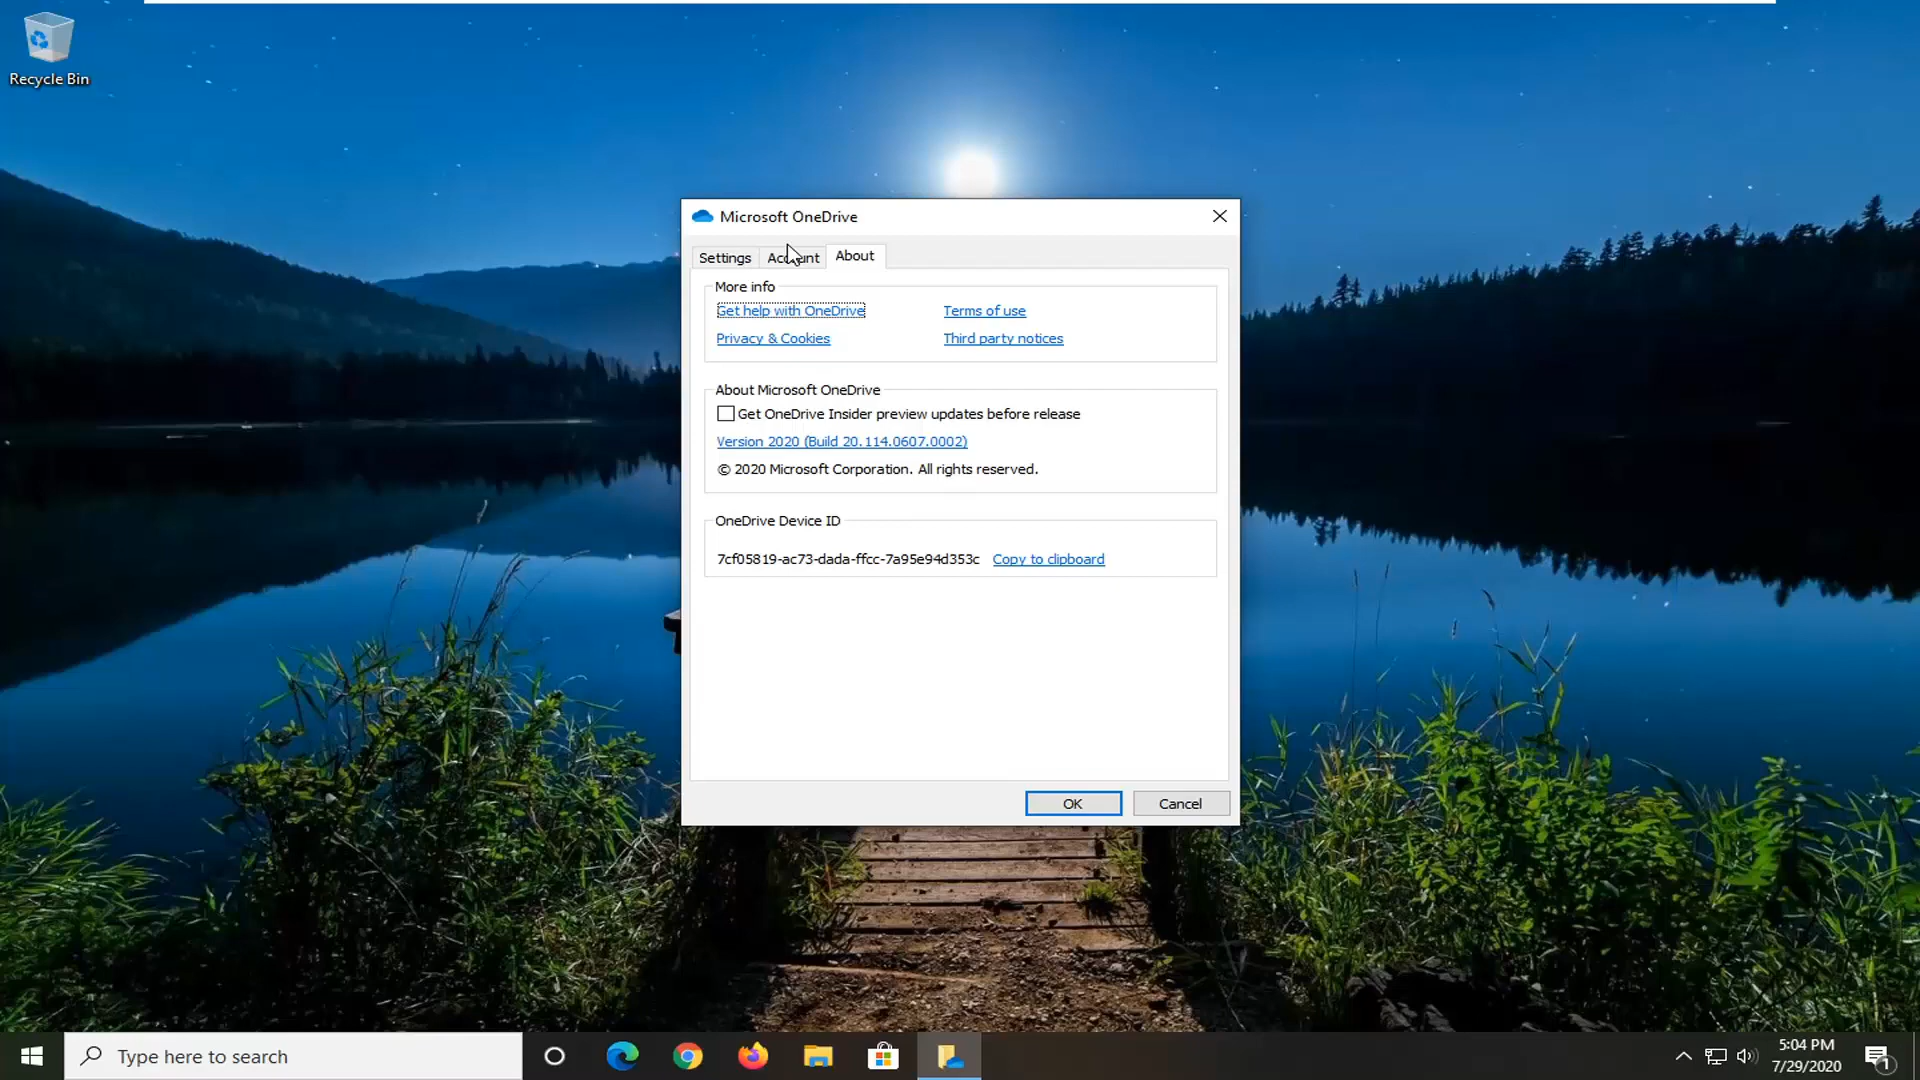 Recycle Bin
Microsoft OneDrive
Settings Account About
More info
Get help with OneDrive Terms of use
Privacy & Cookies Third party notices
About Microsoft OneDrive
Get OneDrive Insider preview updates before release
Version 2020 (Build 20.114.0607.0002)
© 2020 Microsoft Corporation. All rights reserved.
OneDrive Device ID
7cf05819-ac73-dada-ffcc-7a95e94d353c Copy to clipboard
OK Cancel
Type here to search
5:04 PM
7/29/2020
1